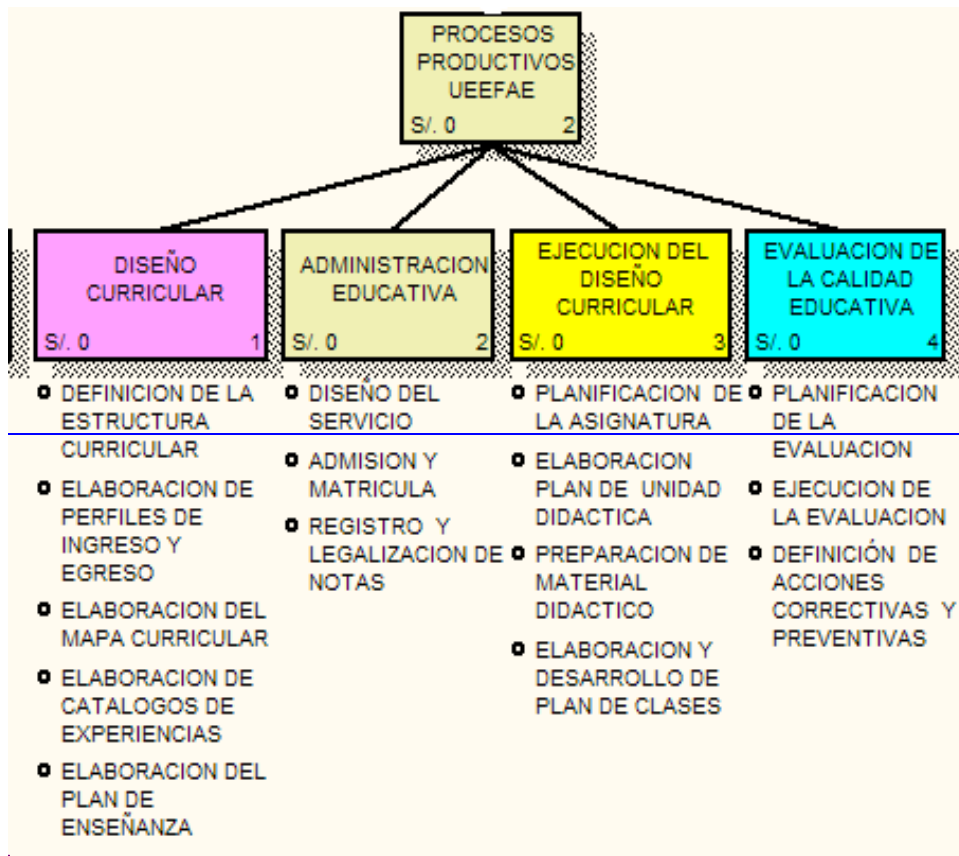 PROCESOS
PRODUCTIVOS
UEEFAE
S/. 0 2
DISEÑO
CURRICULAR
S/. 0 1
DEFINICION DE LA
ESTRUCTURA
CURRICULAR
ELABORACION DE
PERFILES DE
INGRESO Y
EGRESO
ELABORACION DEL
MAPA CURRICULAR
ELABORACION DE
CATALOGOS DE
EXPERIENCIAS
ELABORACION DEL
PLAN DE
ENSEÑANZA
ADMINISTRACION
EDUCATIVA
S/. 0 2
DISEÑO DEL
SERVICIO
ADMISION Y
MATRICULA
REGISTRO Y
LEGALIZACION DE
NOTAS
EJECUCION DEL
DISEÑO
CURRICULAR
S/. 0 3
PLANIFICACION DE
LA ASIGNATURA
ELABORACION
PLAN DE UNIDAD
DIDACTICA
PREPARACION DE
MATERIAL
DIDACTICO
ELABORACION Y
DESARROLLO DE
PLAN DE CLASES
EVALUACION DE
LA CALIDAD
EDUCATIVA
S/. 0 4
PLANIFICACION
DE LA
EVALUACION
EJECUCION DE
LA EVALUACION
DEFINICIÓN DE
ACCIONES
CORRECTIVAS Y
PREVENTIVAS